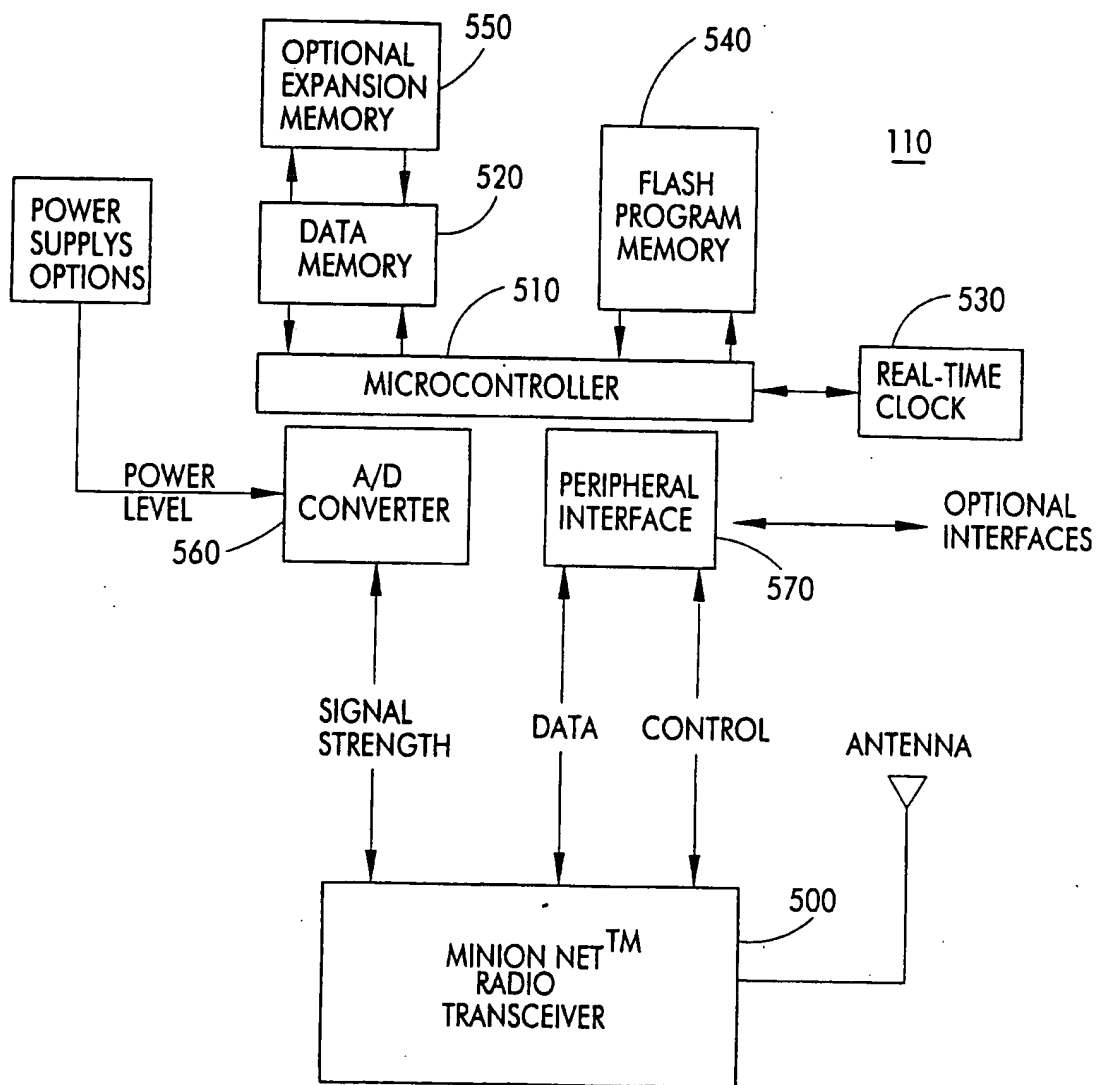 550
OPTIONAL
EXPANSION
MEMORY
540
110
520
FLASH
PROGRAM
MEMORY
POWER
SUPPLYS
OPTIONS
DATA
MEMORY
510
530
MICROCONTROLLER
REAL-TIME
CLOCK
A/D
CONVERTER
PERIPHERAL
INTERFACE
POWER
LEVEL
OPTIONAL
INTERFACES
560
570
SIGNAL
STRENGTH
DATA
CONTROL
ANTENNA
500
MINION NET™
RADIO
TRANSCEIVER